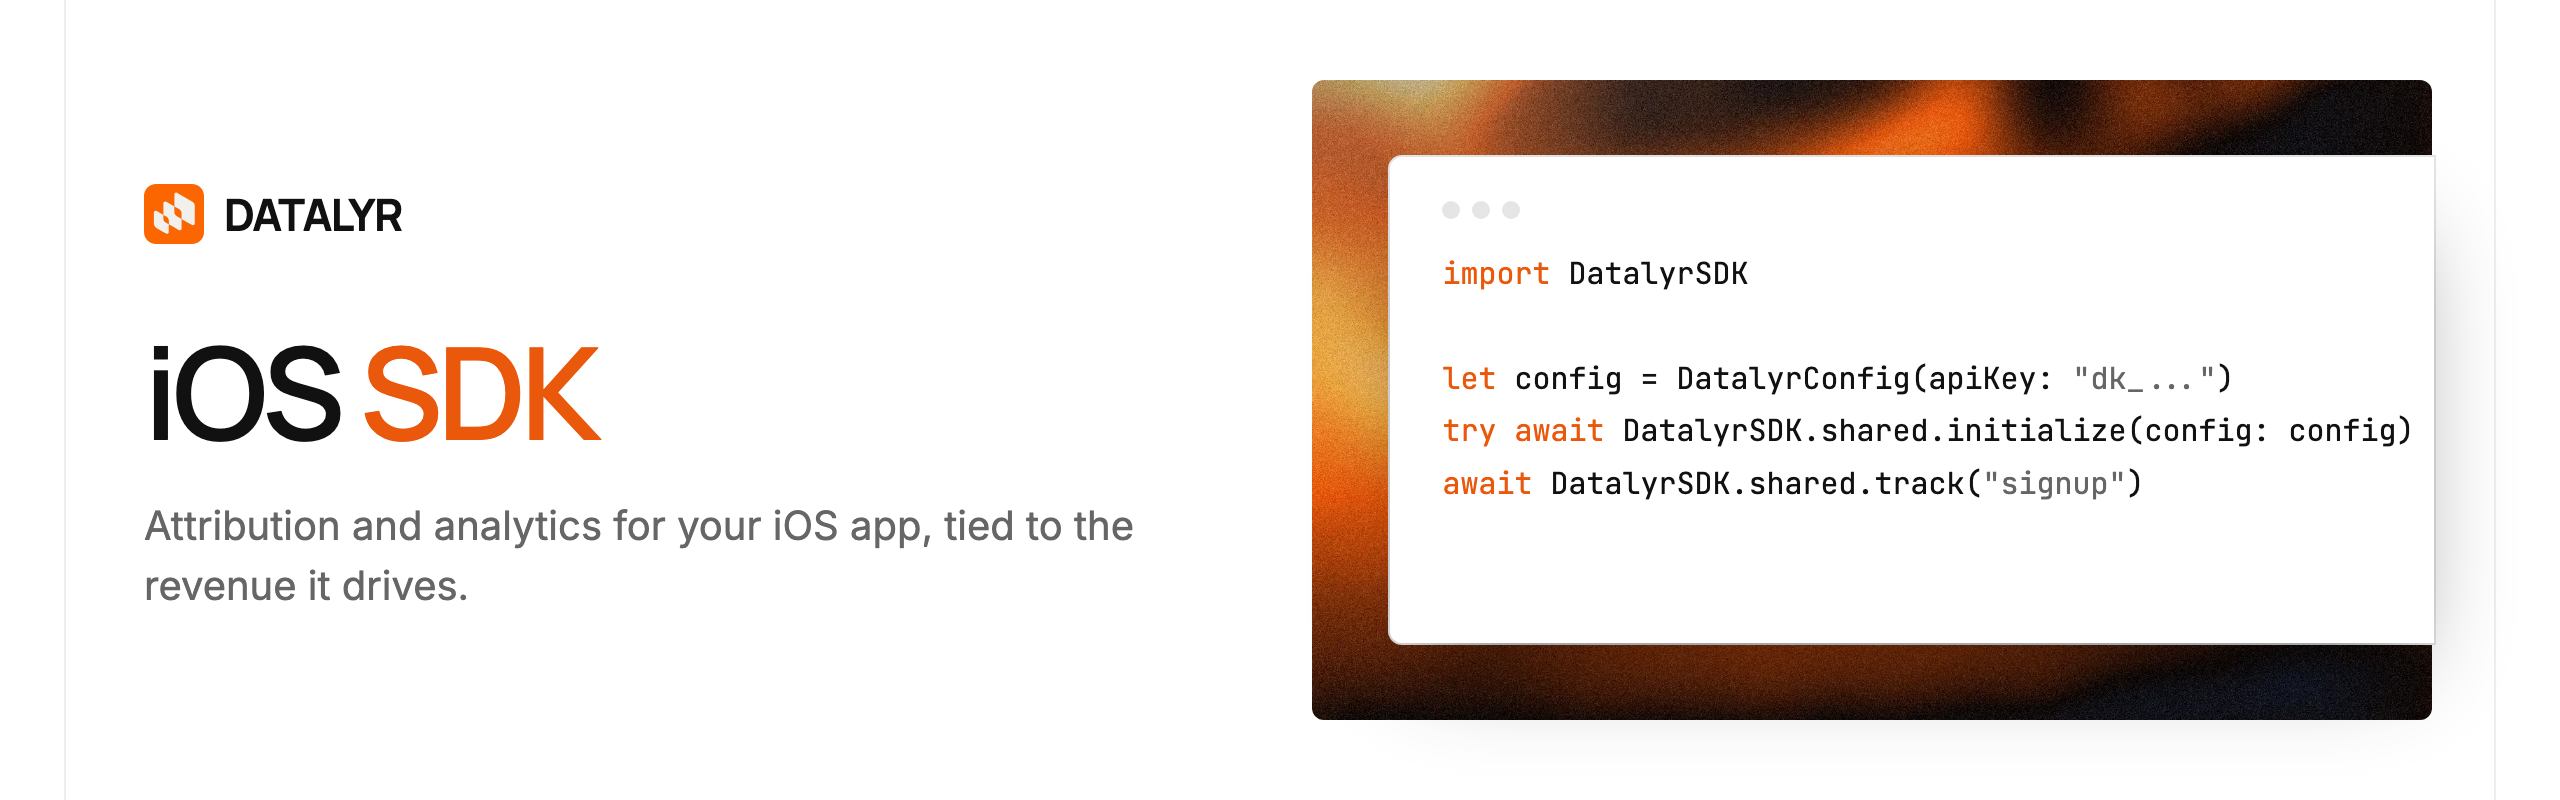 DATALYR
iOS SDK
Attribution and analytics for your iOS app, tied to the
revenue it drives.
import DatalyrSDK
let config = DatalyrConfig(apiKey: "dk_...")
try await DatalyrSDK.shared.initialize(config: config)
await DatalyrSDK.shared.track("signup")